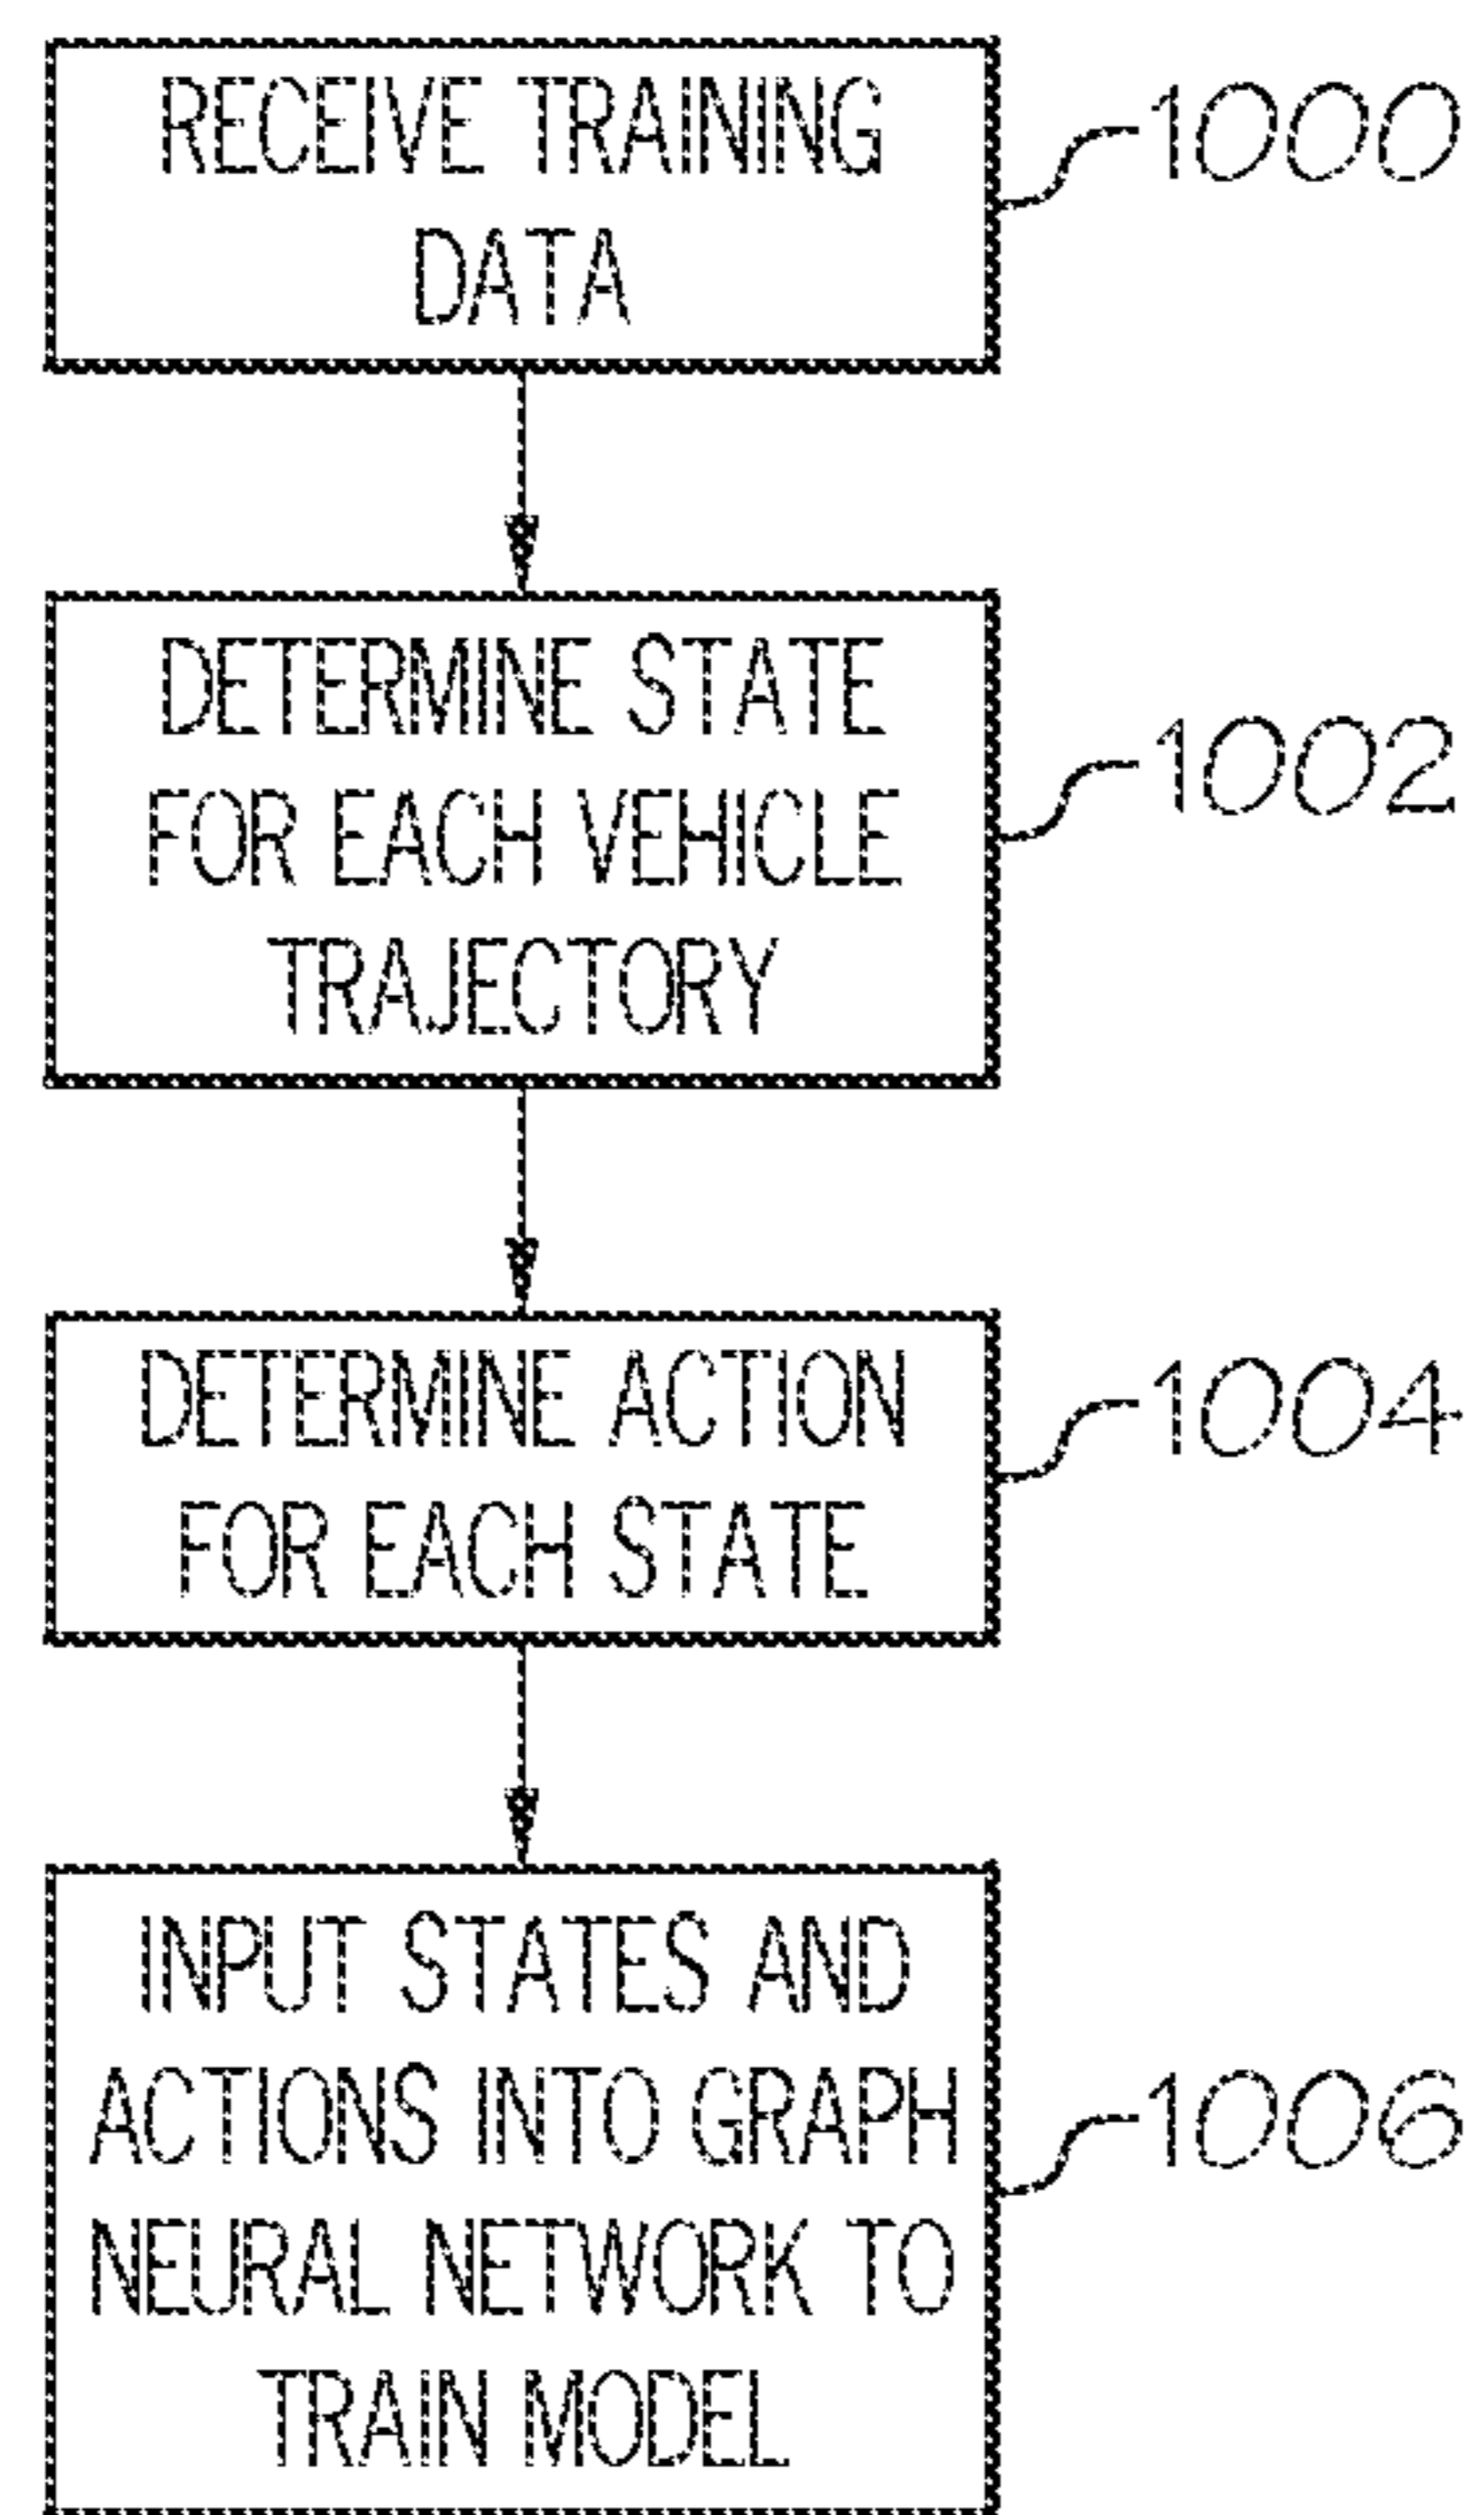 RECEIVE TRAINING
DATA
1000
DETERMINE STATE
FOR EACH VEHICLE
TRAJECTORY
1002
DETERMINE ACTION
FOR EACH STATE
1004
INPUT STATES AND
ACTIONS INTO GRAPH
NEURAL NETWORK TO
TRAIN MODEL
1006